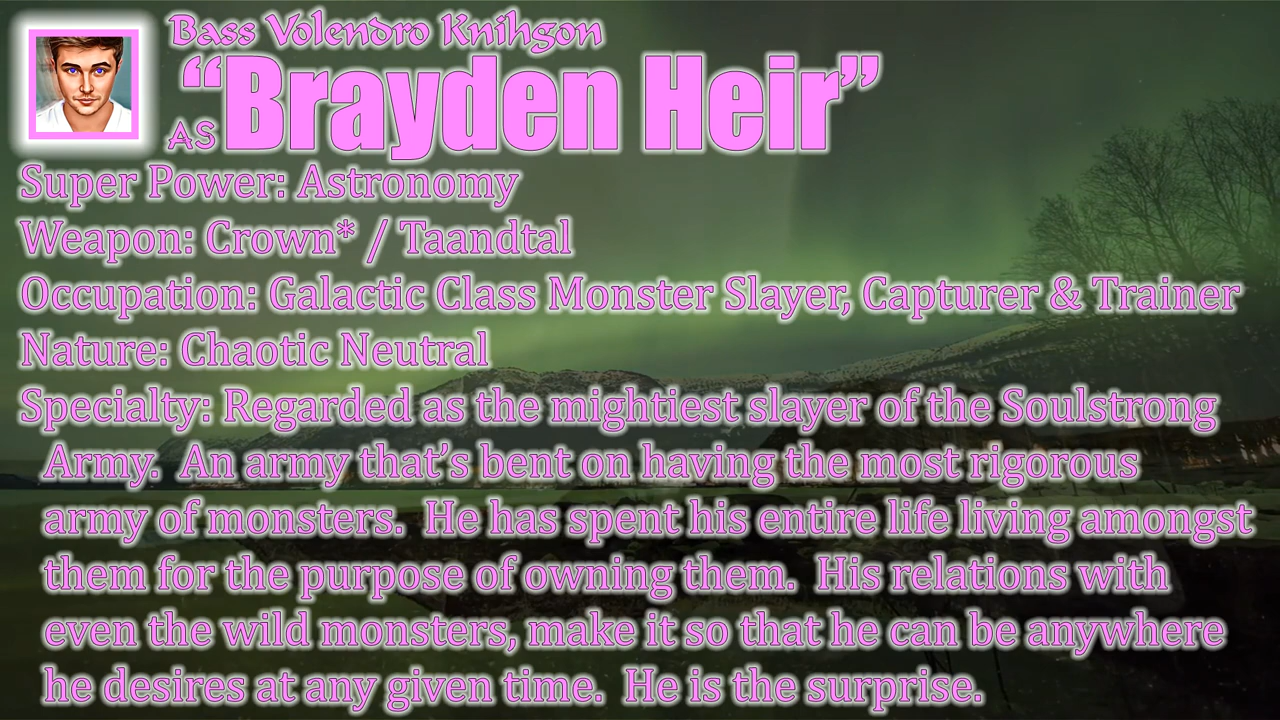 Bass Volendro Knihgon
AS “Brayden Heir”
Super Power: Astronomy
Weapon: Crown* / Taandtal
Occupation: Galactic Class Monster Slayer, Capturer & Trainer
Nature: Chaotic Neutral
Specialty: Regarded as the mightiest slayer of the Soulstrong
Army.  An army that’s bent on having the most rigorous
army of monsters.  He has spent his entire life living amongst
them for the purpose of owning them.  His relations with
even the wild monsters, make it so that he can be anywhere
he desires at any given time.  He is the surprise.